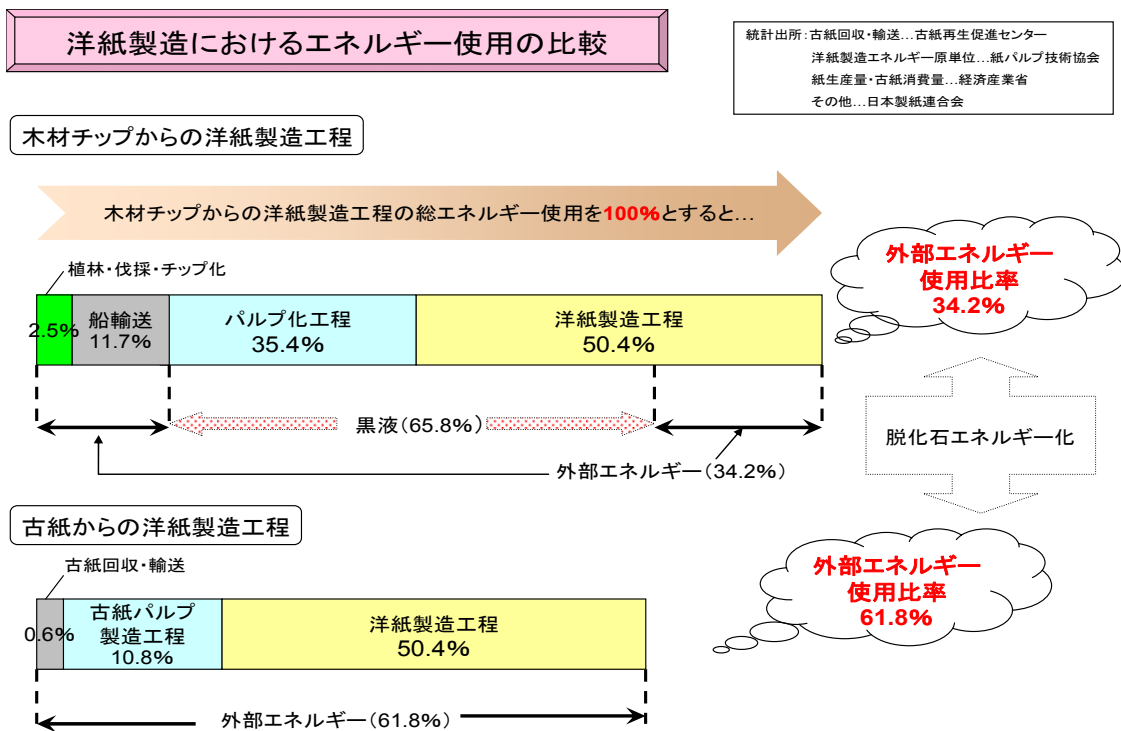 洋紙製造におけるエネルギー使用の比較
統計出所：古紙回収・輸送…古紙再生促進センター
洋紙製造エネルギー原単位…紙パルプ技術協会
紙生産量・古紙消費量…経済産業省
その他…日本製紙連合会
木材チップからの洋紙製造工程
木材チップからの洋紙製造工程の総エネルギー使用を100%とすると…
外部エネルギー
使用比率
34.2%
植林・伐採・チップ化
2.5%
船輸送
11.7%
パルプ化工程
35.4%
洋紙製造工程
50.4%
黒液（65.8%）
外部エネルギー（34.2%）
脱化石エネルギー化
古紙からの洋紙製造工程
古紙回収・輸送
0.6%
古紙パルプ
製造工程
10.8%
洋紙製造工程
50.4%
外部エネルギー
使用比率
61.8%
外部エネルギー（61.8%）